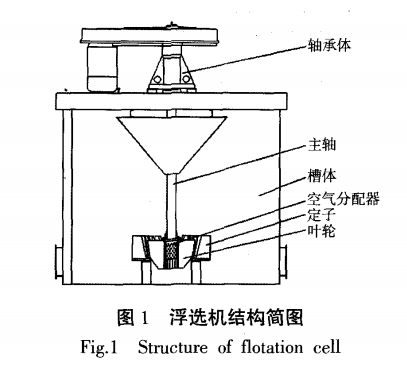 轴承体
主轴
槽体
空气分配器
定子
叶轮
图 1 浮选机结构简图
Fig.1 Structure of flotation cell